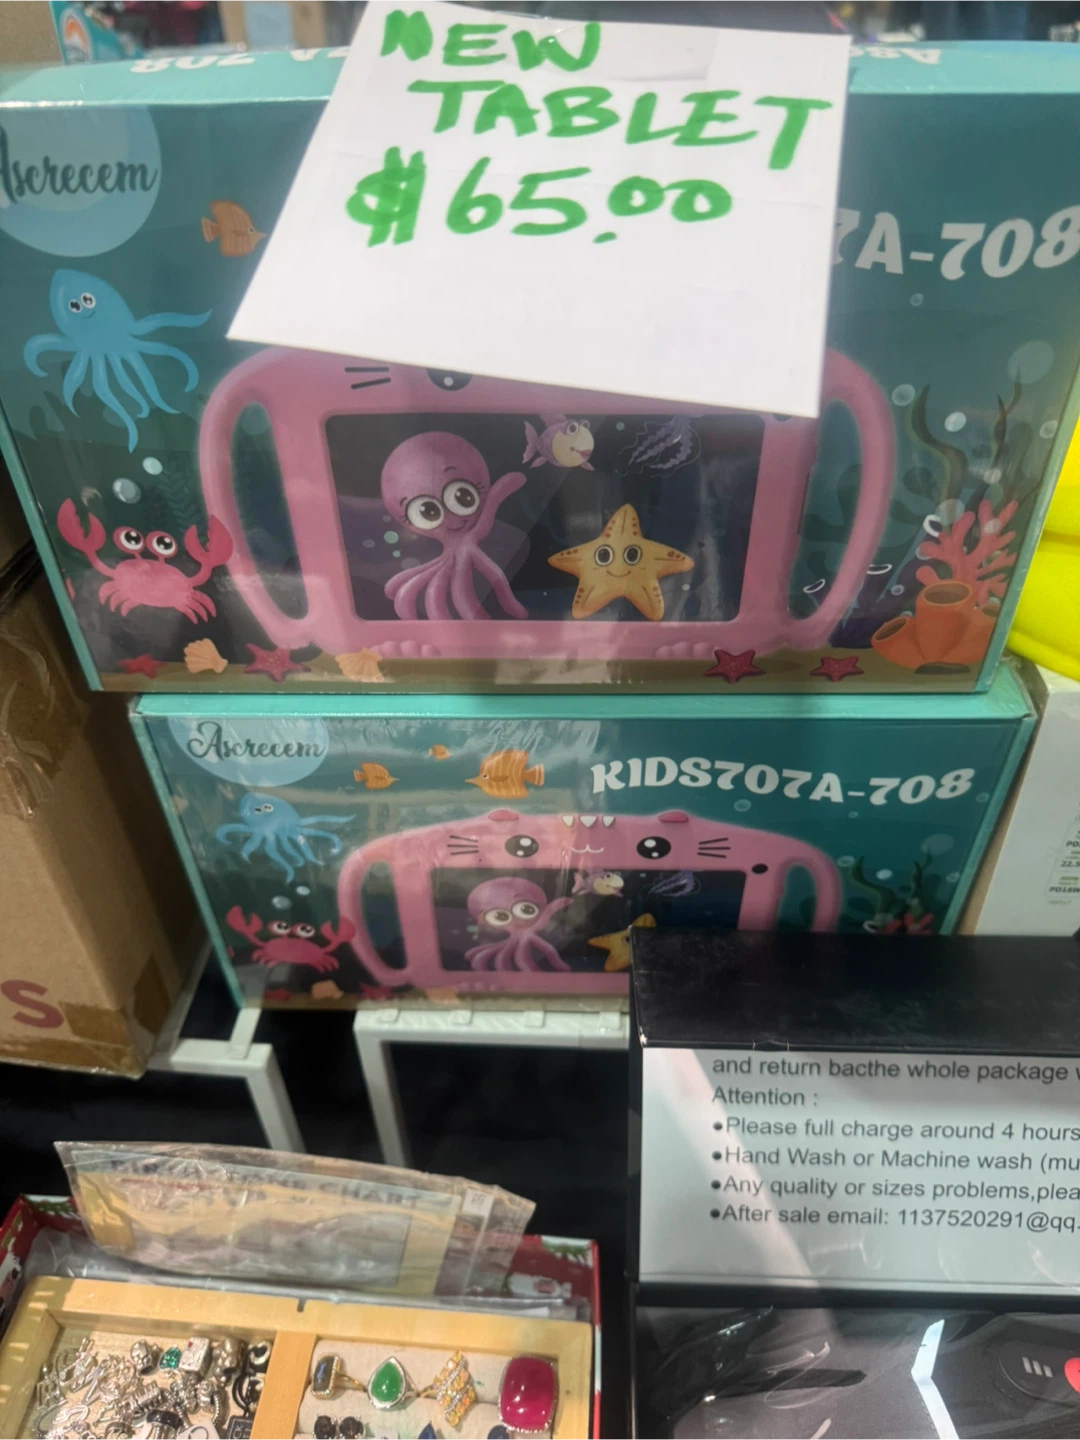 NEW
TABLET
$65.00
Ascrecem
7A-708
Ascrecem
KIDS707A-708
S
and return bacthe whole package
Attention :
•Please full charge around 4 hours
•Hand Wash or Machine wash (mu
•Any quality or sizes problems,plea
•After sale email: 1137520291@qq.
CHART